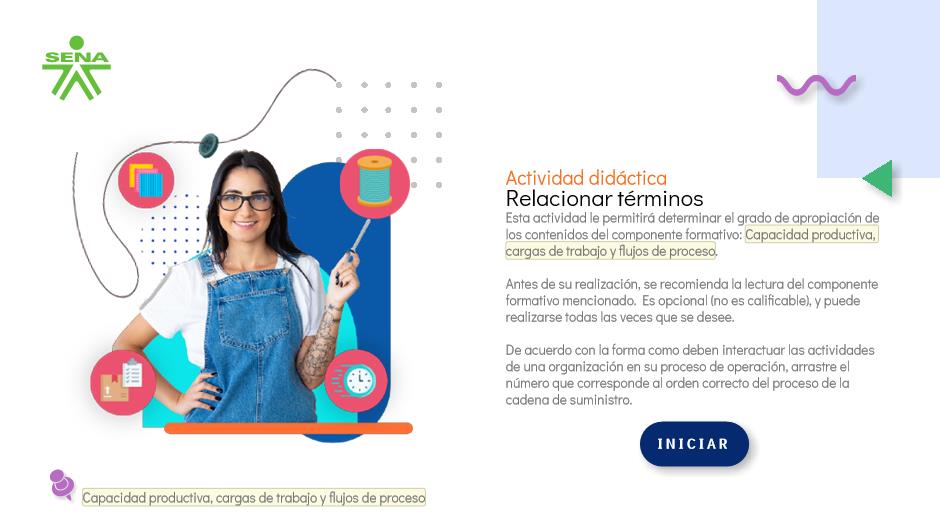 SENA
Actividad didáctica
Relacionar términos
Esta actividad le permitirá determinar el grado de apropiación de
los contenidos del componente formativo: Capacidad productiva,
cargas de trabajo y flujos de proceso.
Antes de su realización, se recomienda la lectura del componente
formativo mencionado. Es opcional (no es calificable), y puede
realizarse todas las veces que se desee.
De acuerdo con la forma como deben interactuar las actividades
de una organización en su proceso de operación, arrastre el
número que corresponde al orden correcto del proceso de la
cadena de suministro.
INICIAR
Capacidad productiva, cargas de trabajo y flujos de proceso